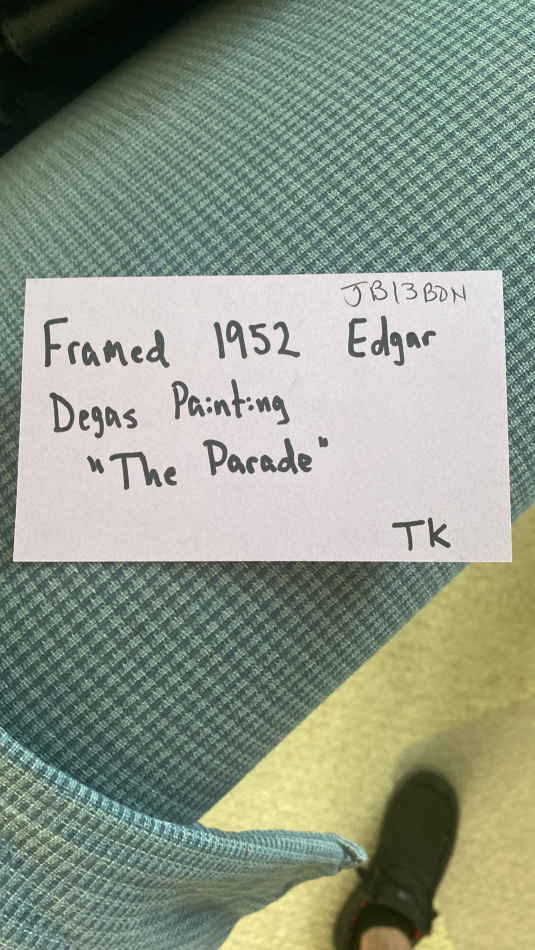 JB13BDN
Framed 1952 Edgar
Degas Painting
"The Parade"
TK